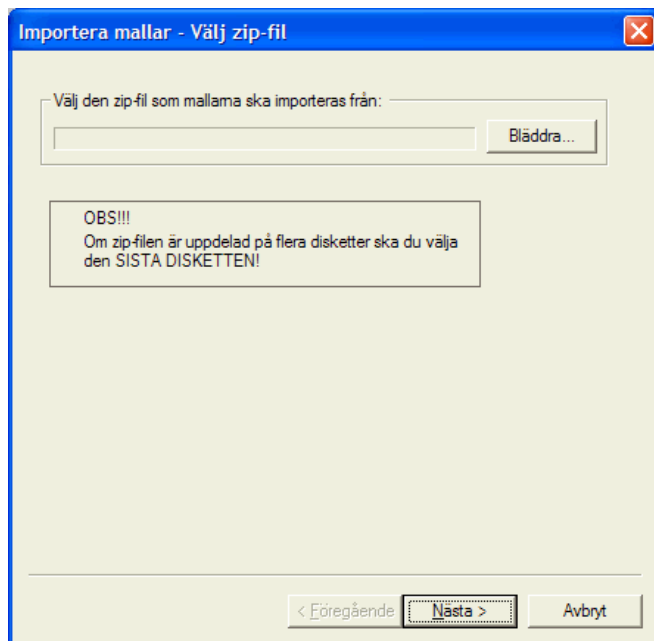 Importera mallar - Välj zip-fil
Välj den zip-fil som mallarna ska importeras från:
Bläddra...
OBS!!!
Om zip-filen är uppdelad på flera disketter ska du välja
den SISTA DISKETTEN!
< Föregående
Nästa >
Avbryt